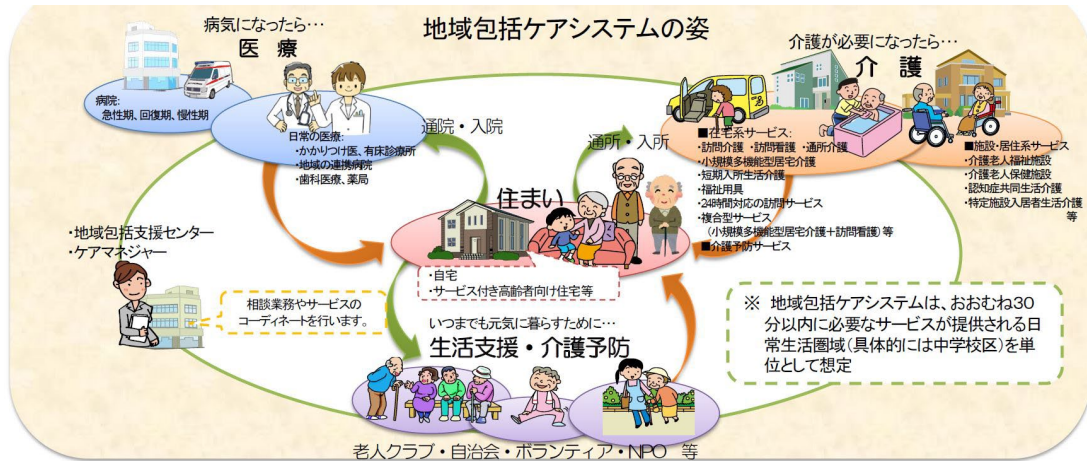 地域包括ケアシステムの姿
病気になったら…
医 療
病院:
急性期、回復期、慢性期
日常の医療:
・かかりつけ医、有床診療所
・地域の連携病院
・歯科医療、薬局
通院・入院
通所・入所
介護が必要になったら…
介 護
■在宅系サービス:
・訪問介護 ・訪問看護 ・通所介護
・小規模多機能型居宅介護
・短期入所生活介護
・福祉用具
・24時間対応の訪問サービス
・複合型サービス
(小規模多機能型居宅介護+訪問看護)等
■介護予防サービス
■施設・居住系サービス
・介護老人福祉施設
・介護老人保健施設
・認知症共同生活介護
・特定施設入居者生活介護
等
住まい
・自宅
・サービス付き高齢者向け住宅等
・地域包括支援センター
・ケアマネジャー
相談業務やサービスの
コーディネートを行います。
いつまでも元気に暮らすために…
生活支援・介護予防
老人クラブ・自治会・ボランティア・NPO 等
※ 地域包括ケアシステムは、おおむね30
分以内に必要なサービスが提供される日
常生活圏域(具体的には中学校区)を単
位として想定